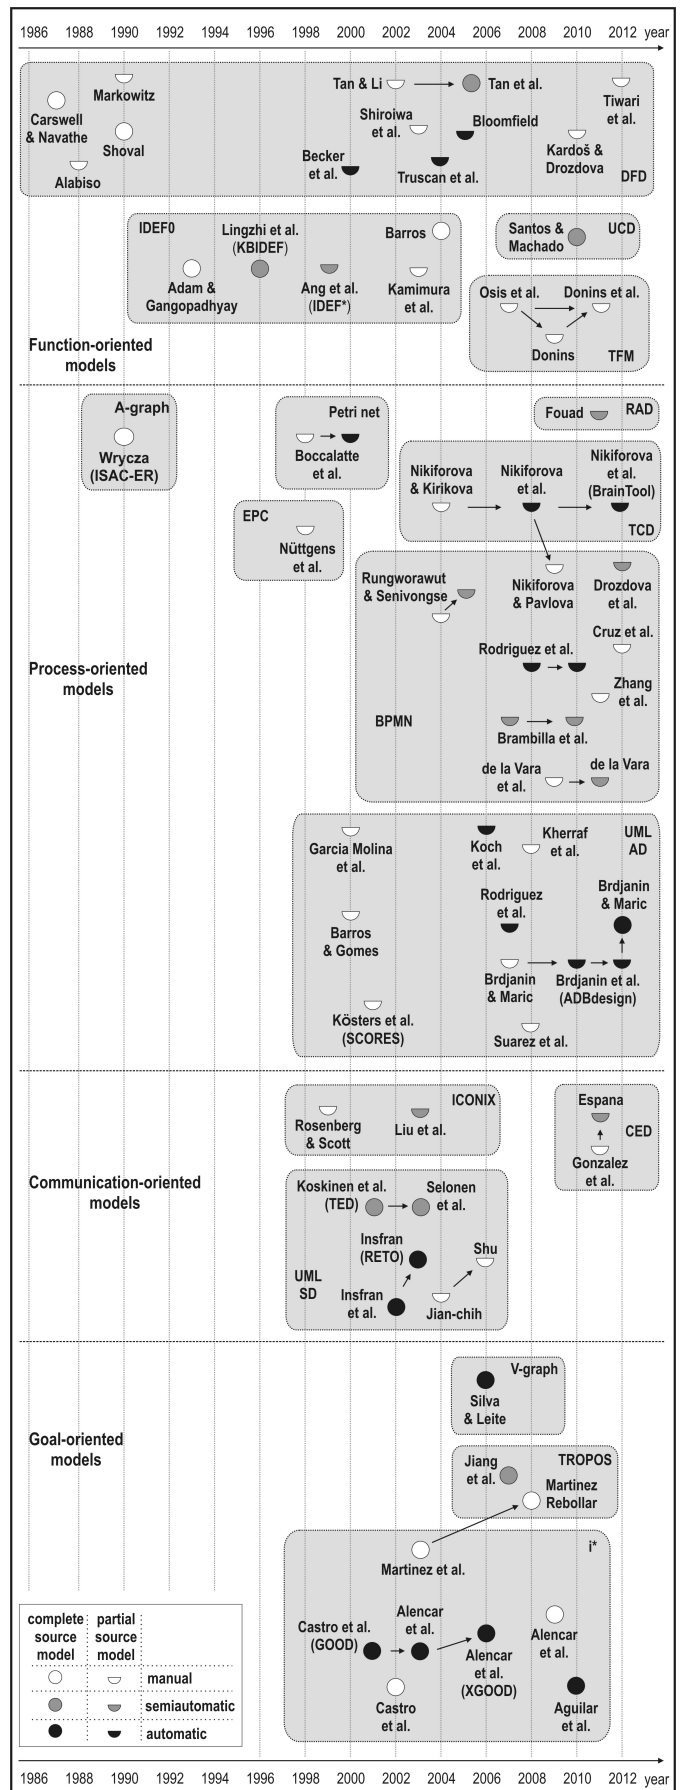 1986 1988 1990 1992 1994 1996 1998 2000 2002 2004 2006 2008 2010 2012 year
Markowitz
Carswell
& Navathe
Shoval
Alabiso
Tan & Li
Tan et al.
Shiroiwa
et al.
Bloomfield
Becker
et al.
Truscan et al.
Tiwari
et al.
Kardoš &
Drozdova
DFD
IDEF0
Lingzhi et al.
(KBIDEF)
Barros
Adam &
Gangopadhyay
Ang et al.
(IDEF*)
Kamimura
et al.
Santos &
Machado
UCD
Osis et al.
Donins et al.
Donins
TFM
Function-oriented
models
A-graph
Wrycza
(ISAC-ER)
Petri net
Boccalatte
et al.
Fouad
RAD
Nikiforova
& Kirikova
Nikiforova
et al.
Nikiforova
et al.
(BrainTool)
TCD
EPC
Nüttgens
et al.
Rungworawut
& Senivongse
Nikiforova
& Pavlova
Drozdova
et al.
Cruz et al.
Rodriguez et al.
Zhang
et al.
BPMN
Brambilla et al.
de la Vara
et al.
de la Vara
Process-oriented
models
Garcia Molina
et al.
Koch
et al.
Kherraf
et al.
UML
AD
Rodriguez
et al.
Brdjanin
& Maric
Barros
& Gomes
Brdjanin
& Maric
Brdjanin et al.
(ADBdesign)
Kösters et al.
(SCORES)
Suarez et al.
ICONIX
Rosenberg
& Scott
Liu et al.
Espana
CED
Gonzalez
et al.
Communication-oriented
models
Koskinen et al.
(TED)
Selonen
et al.
Insfran
(RETO)
Shu
UML
SD
Insfran
et al.
Jian-chih
V-graph
Silva
& Leite
Goal-oriented
models
Jiang
et al.
TROPOS
Martinez
Rebollar
i*
Martinez et al.
Castro et al.
(GOOD)
Alencar
et al.
Alencar
et al.
(XGOOD)
Alencar
et al.
Castro
et al.
Aguilar
et al.
complete
source
model
partial
source
model
manual
semiautomatic
automatic
1986 1988 1990 1992 1994 1996 1998 2000 2002 2004 2006 2008 2010 2012 year